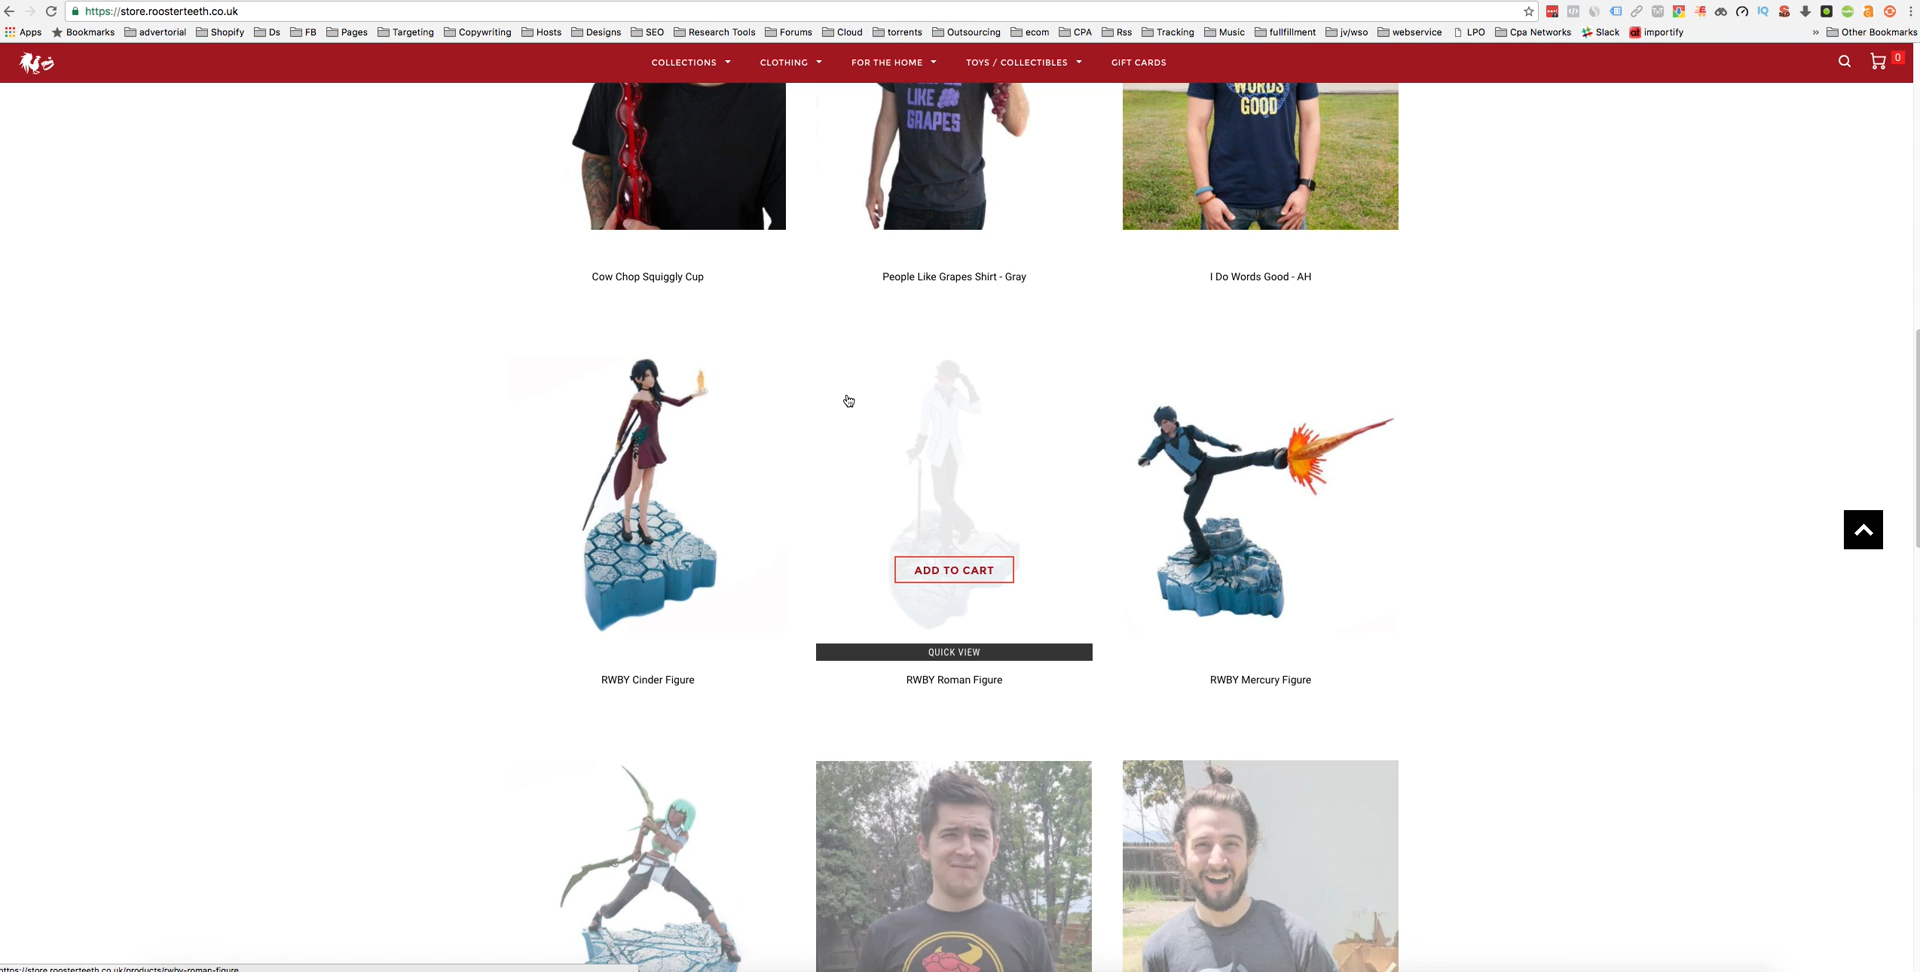 https://store.roosterteeth.co.uk
Apps Bookmarks advertorial Shopify Ds FB Pages Targeting Copywriting Hosts Designs SEO Research Tools Forums Cloud torrents Outsourcing ecom CPA Rss Tracking Music fullfillment jv/wso webservice LPO Cpa Networks Slack importify » Other Bookmarks
COLLECTIONS CLOTHING FOR THE HOME TOYS / COLLECTIBLES GIFT CARDS 0
LIKE
GRAPES
WORDS
GOOD
Cow Chop Squiggly Cup
People Like Grapes Shirt - Gray
I Do Words Good - AH
ADD TO CART
QUICK VIEW
RWBY Cinder Figure
RWBY Roman Figure
RWBY Mercury Figure
https://store.roosterteeth.co.uk/products/rwby-roman-figure